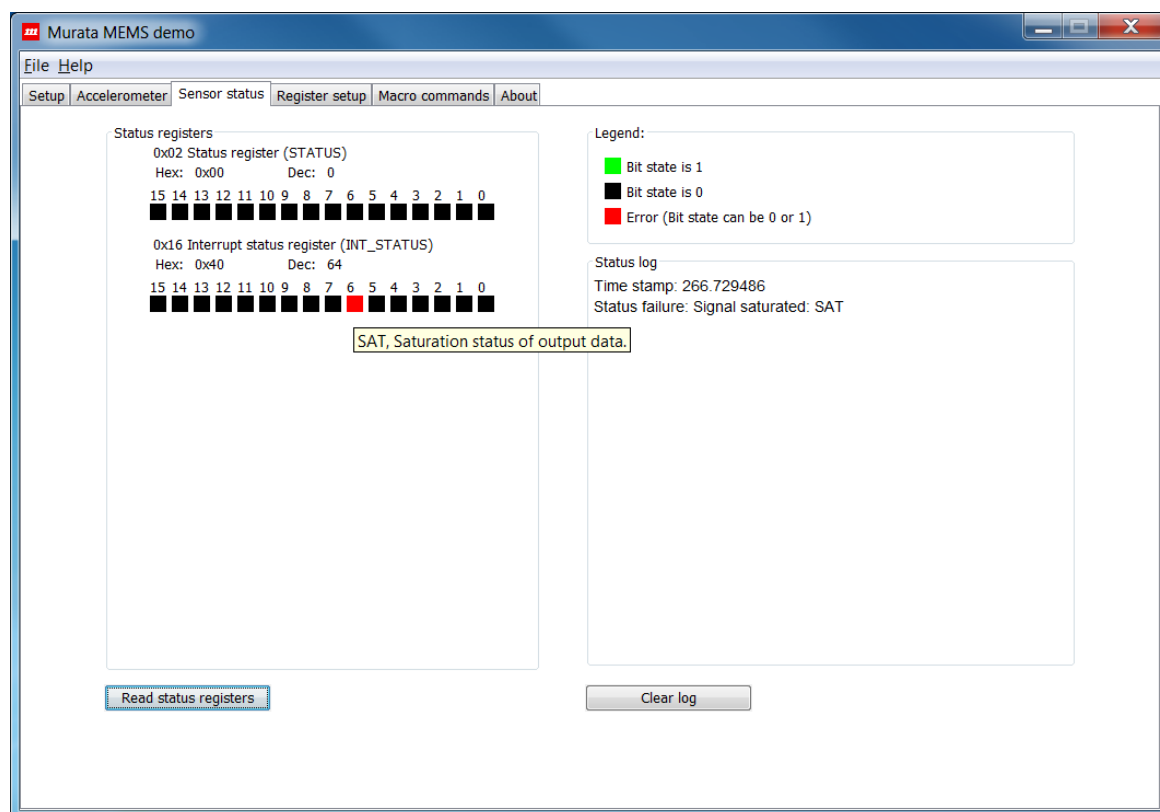 Murata MEMS demo
File Help
Setup Accelerometer Sensor status Register setup Macro commands About
Status registers
0x02 Status register (STATUS)
Hex: 0x00 Dec: 0
15 14 13 12 11 10 9 8 7 6 5 4 3 2 1 0
0x16 Interrupt status register (INT_STATUS)
Hex: 0x40 Dec: 64
15 14 13 12 11 10 9 8 7 6 5 4 3 2 1 0
SAT, Saturation status of output data.
Read status registers
Legend:
Bit state is 1
Bit state is 0
Error (Bit state can be 0 or 1)
Status log
Time stamp: 266.729486
Status failure: Signal saturated: SAT
Clear log